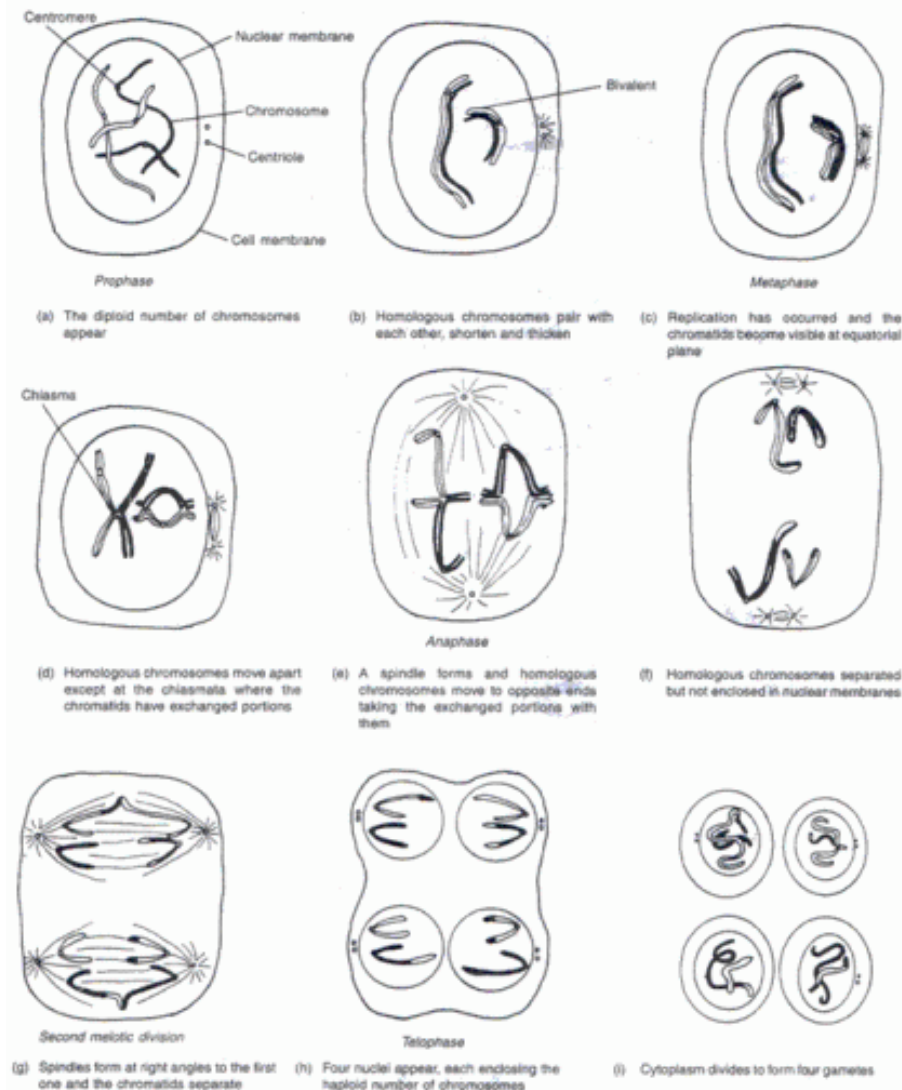 Centromere
Nuclear membrane
Chromosome
Centriole
Cell membrane
Bivalent
Prophase
Metaphase
(a) The diploid number of chromosomes
appear
(b) Homologous chromosomes pair with
each other, shorten and thicken
(c) Replication has occurred and the
chromatids become visible at equatorial
plane
Chiasma
Anaphase
(d) Homologous chromosomes move apart
except at the chiasmata where the
chromatids have exchanged portions
(e) A spindle forms and homologous
chromosomes move to opposite ends
taking the exchanged portions with
them
(f) Homologous chromosomes separated
but not enclosed in nuclear membranes
Second meiotic division
Telophase
(g) Spindles form at right angles to the first
one and the chromatids separate
(h) Four nuclei appear, each enclosing the
haploid number of chromosomes
(i) Cytoplasm divides to form four gametes